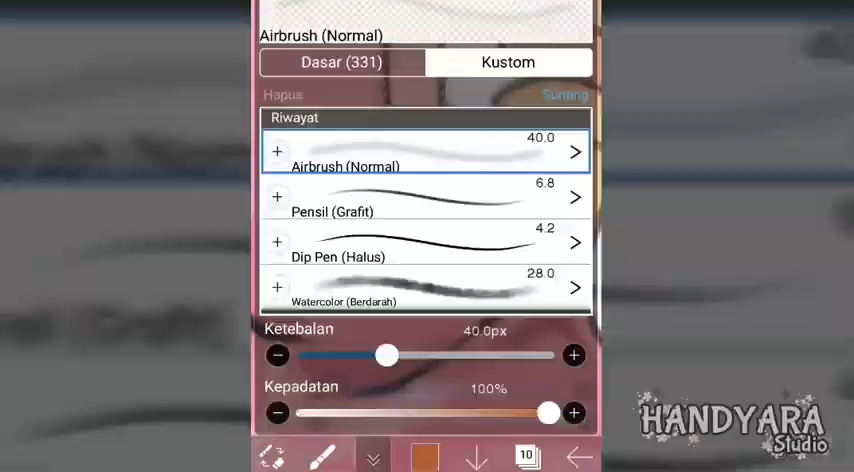 Airbrush (Normal)
Dasar (331)
Kustom
Hapus
Sunting
Riwayat
40.0
Airbrush (Normal)
6.8
Pensil (Grafit)
4.2
Dip Pen (Halus)
28.0
Watercolor (Berdarah)
Ketebalan 40.0px
Kepadatan 100%
10
HANDYARA
Studio